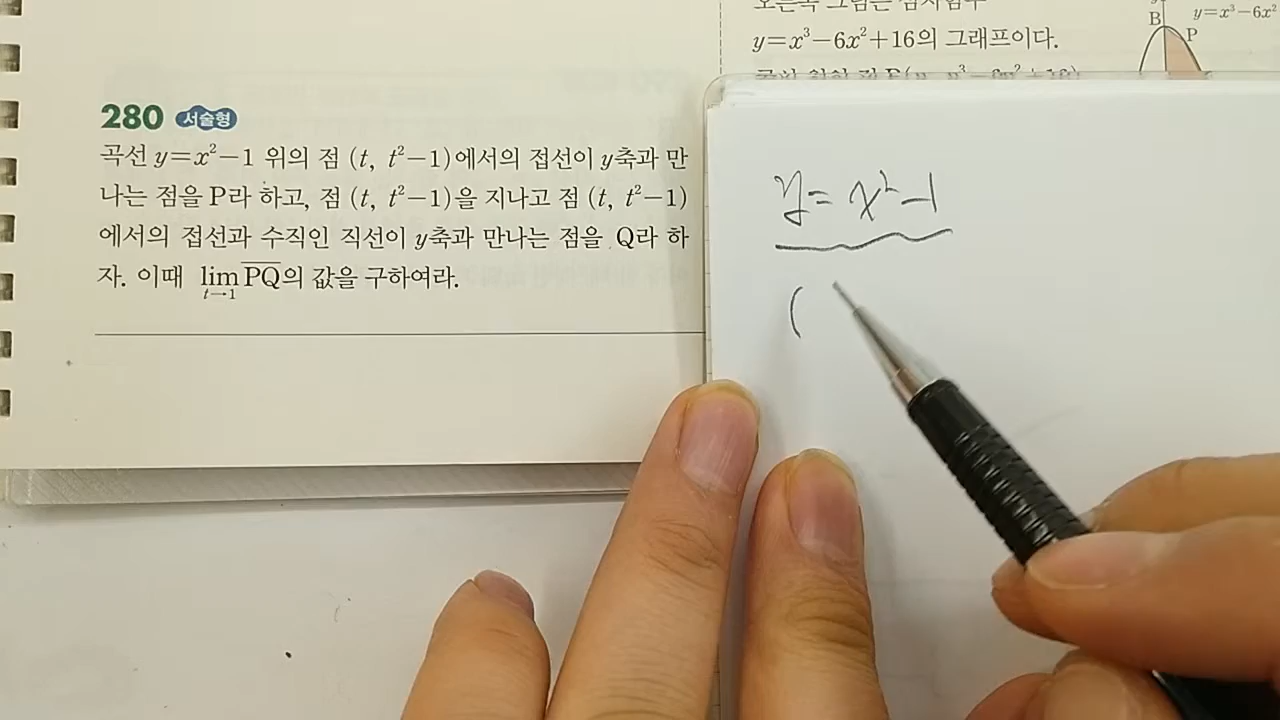 280 서술형
곡선 y=x²-1 위의 점 (t, t²-1)에서의 접선이 y축과 만
나는 점을 P라 하고, 점 (t, t²-1)을 지나고 점 (t, t²-1)
에서의 접선과 수직인 직선이 y축과 만나는 점을 Q라 하
자. 이때 lim t→1 PQ의 값을 구하여라.
y=x³-6x²+16의 그래프이다.
B
P
y=x³-6x²
y=x²-1
(